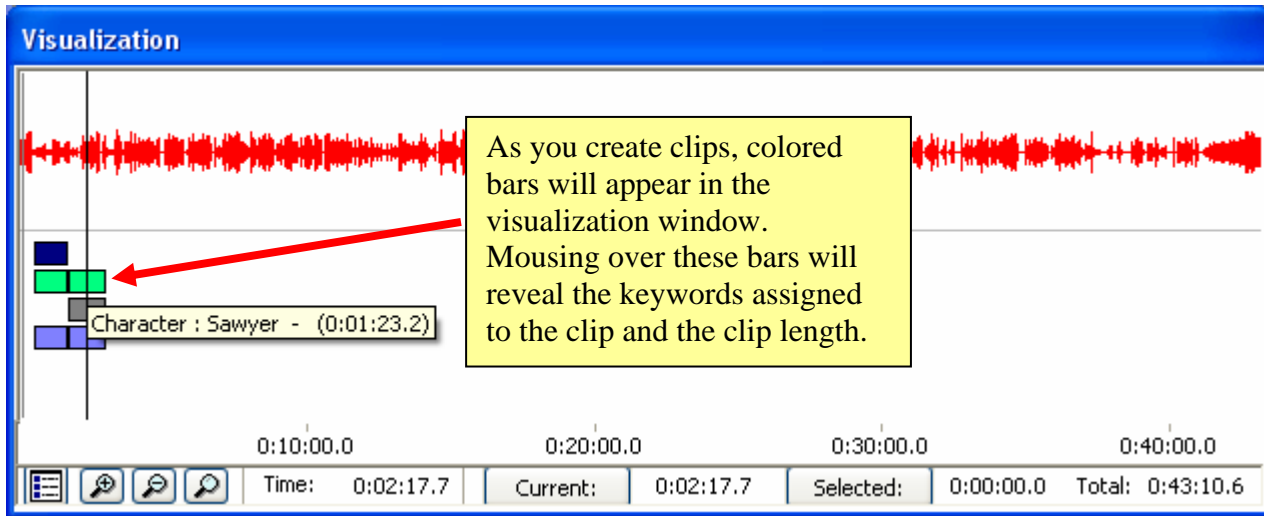 Visualization
As you create clips, colored
bars will appear in the
visualization window.
Mousing over these bars will
reveal the keywords assigned
to the clip and the clip length.
Character : Sawyer - (0:01:23.2)
0:10:00.0 0:20:00.0 0:30:00.0 0:40:00.0
Time: 0:02:17.7 Current: 0:02:17.7 Selected: 0:00:00.0 Total: 0:43:10.6